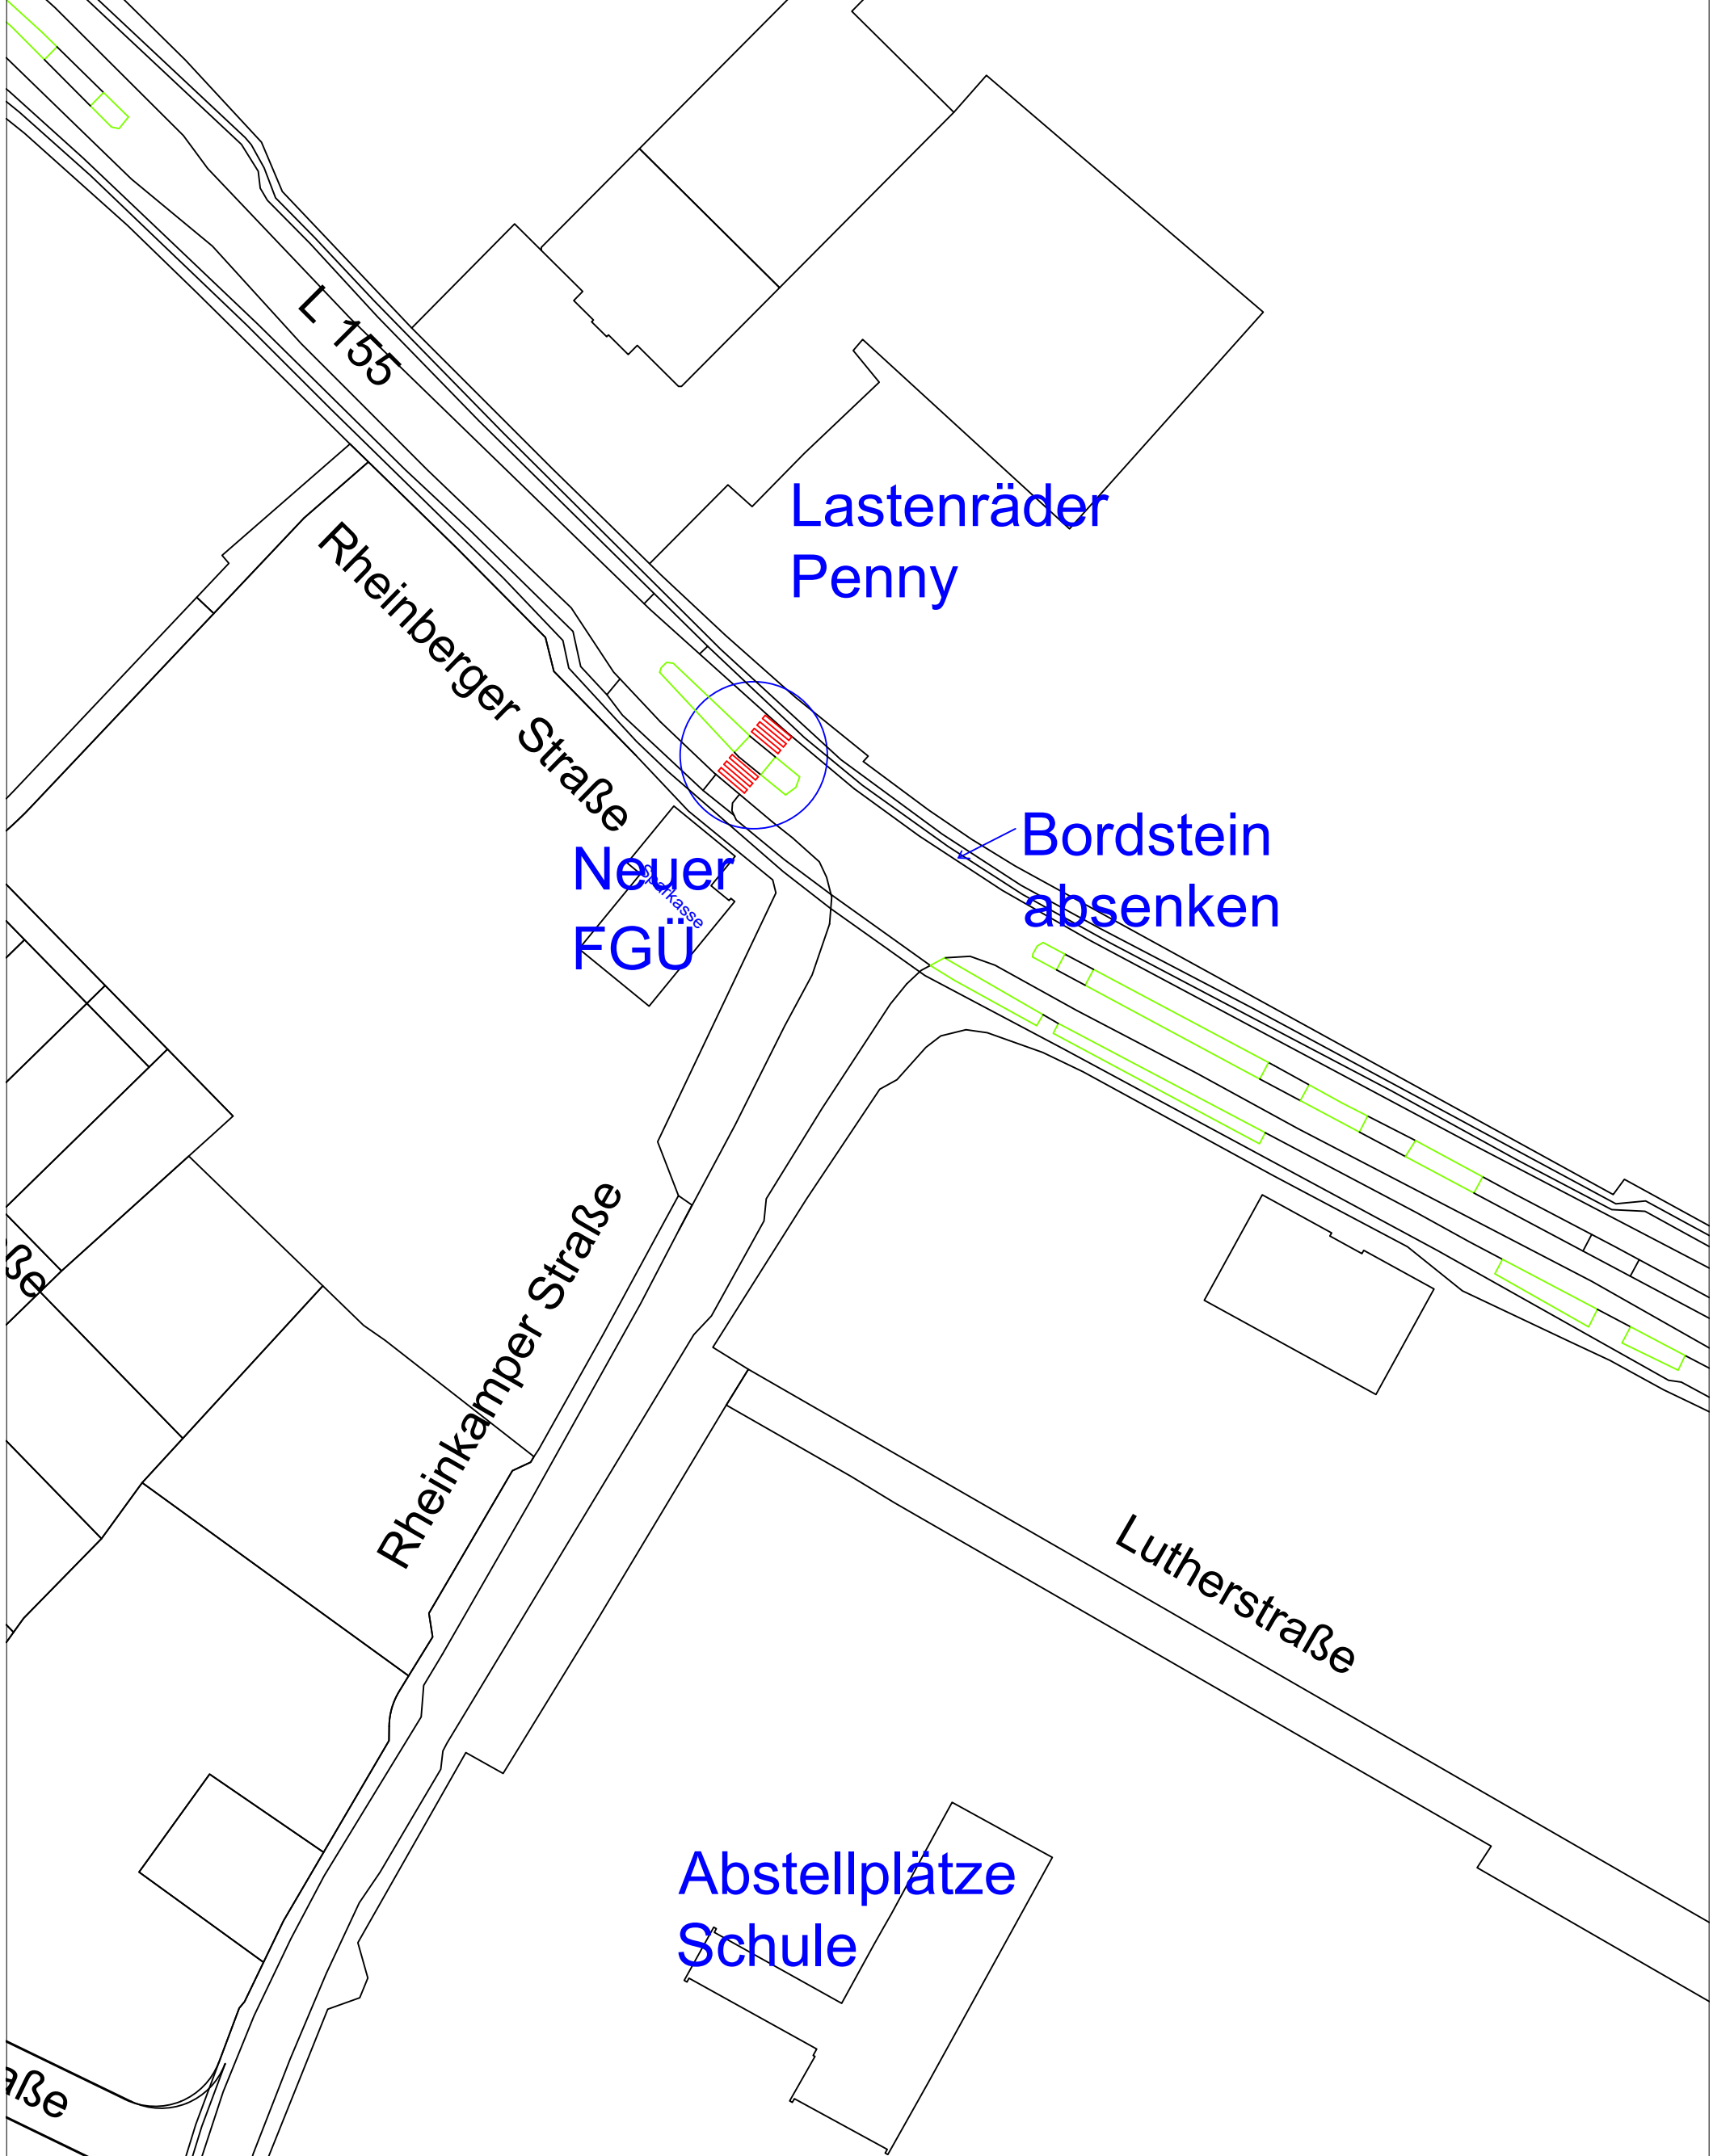 L 155
Lastenräder
Penny
Rheinberger Straße
Bordstein
absenken
Neuer
Sparkasse
FGÜ
ße
Rheinkamper Straße
Lutherstraße
Abstellplätze
Schule
aße